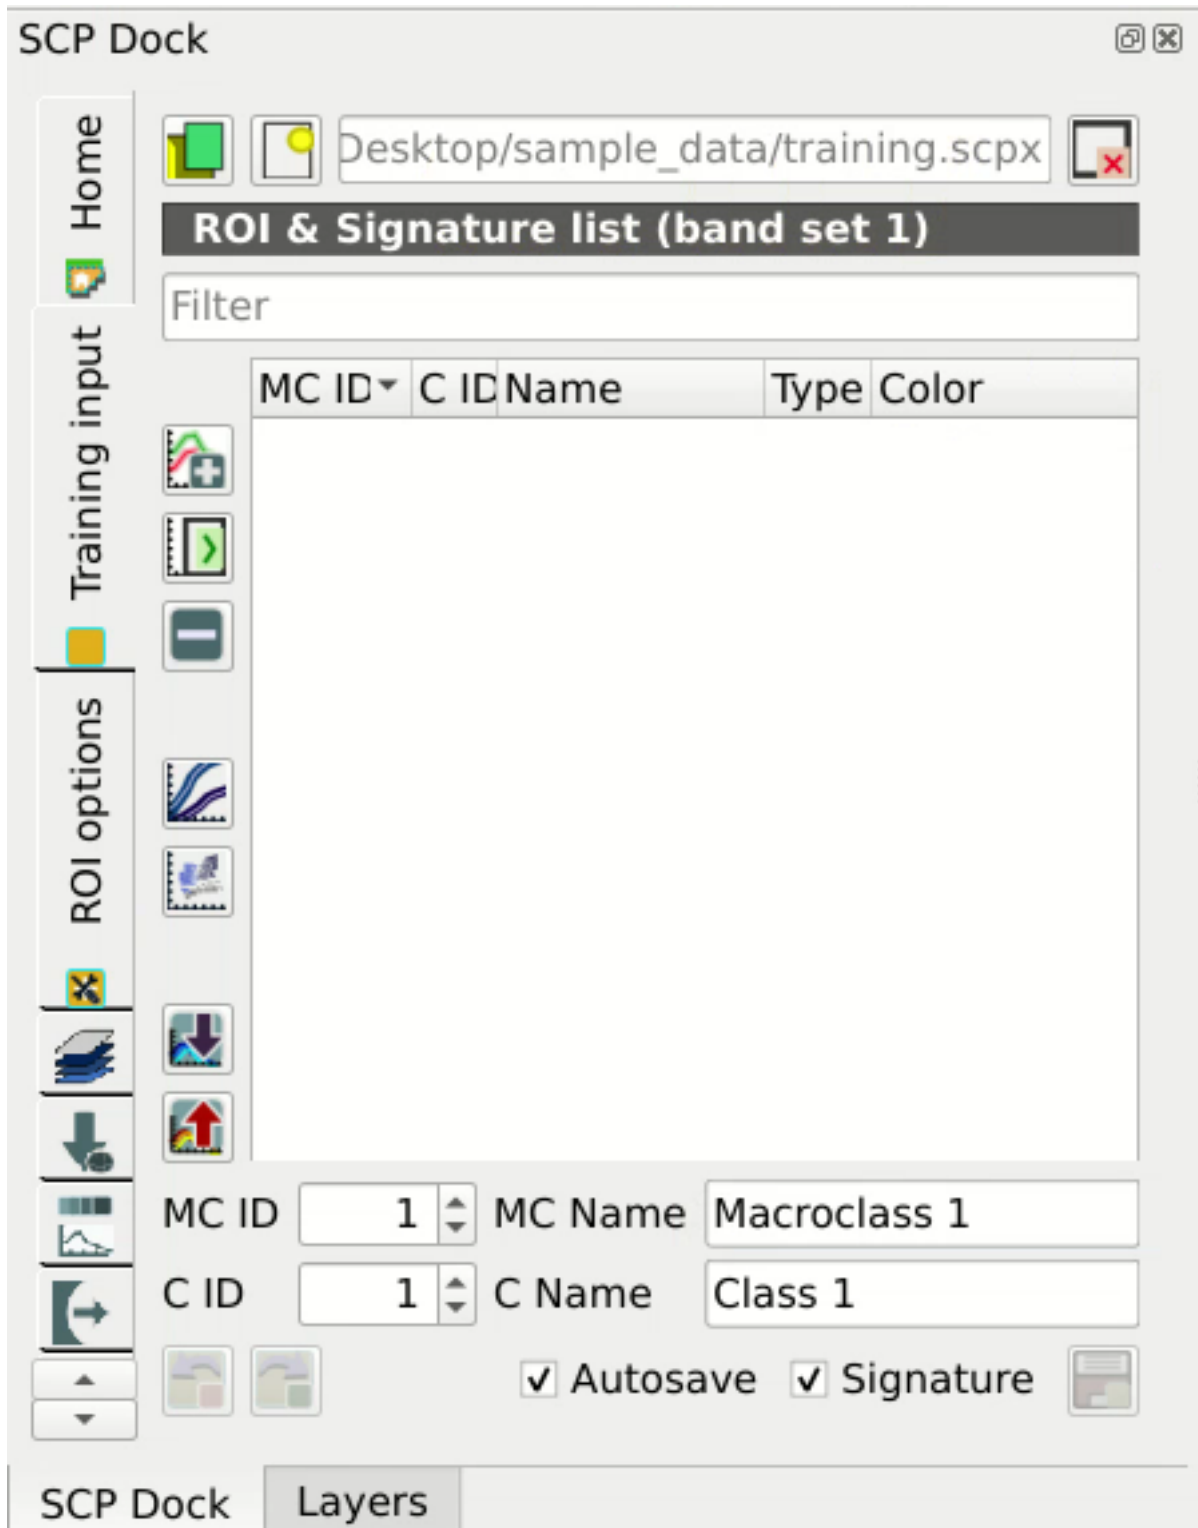 SCP Dock
Home
Training input
ROI options
Desktop/sample_data/training.scpx
ROI & Signature list (band set 1)
Filter
MC ID C ID Name Type Color
MC ID 1 MC Name Macroclass 1
C ID 1 C Name Class 1
Autosave Signature
SCP Dock Layers